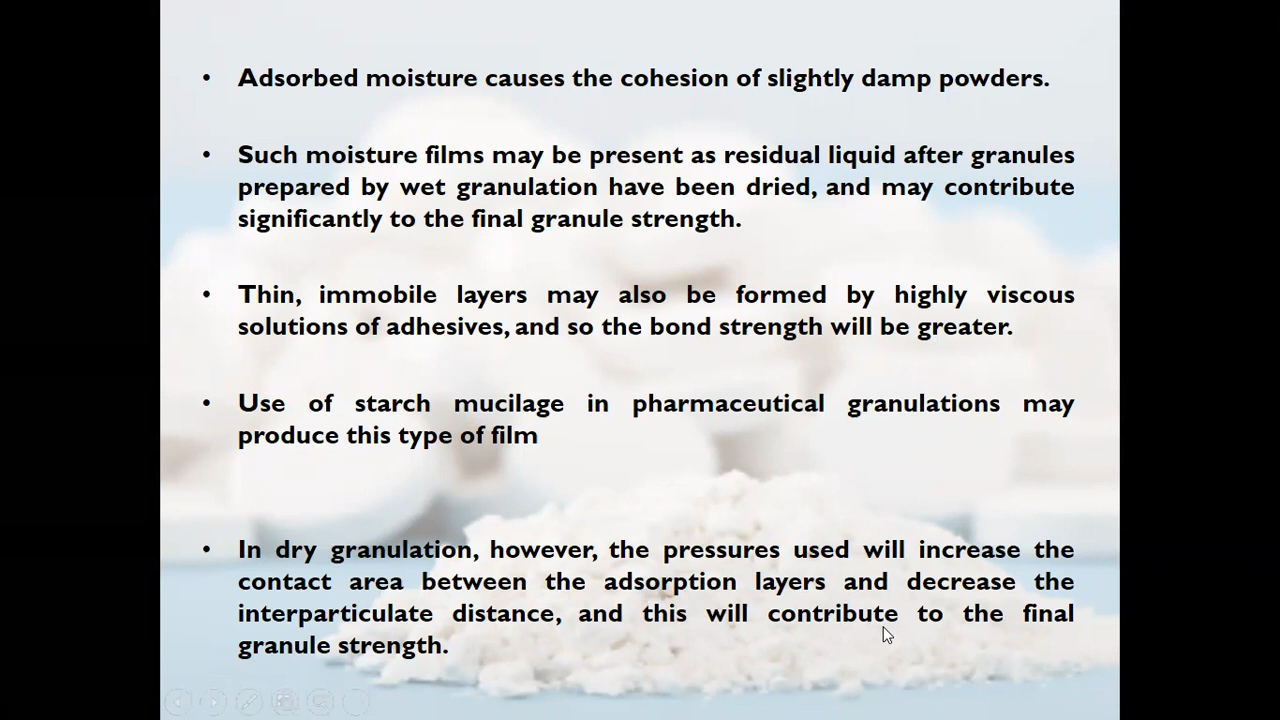 • Adsorbed moisture causes the cohesion of slightly damp powders.
• Such moisture films may be present as residual liquid after granules
prepared by wet granulation have been dried, and may contribute
significantly to the final granule strength.
• Thin, immobile layers may also be formed by highly viscous
solutions of adhesives, and so the bond strength will be greater.
• Use of starch mucilage in pharmaceutical granulations may
produce this type of film
• In dry granulation, however, the pressures used will increase the
contact area between the adsorption layers and decrease the
interparticulate distance, and this will contribute to the final
granule strength.